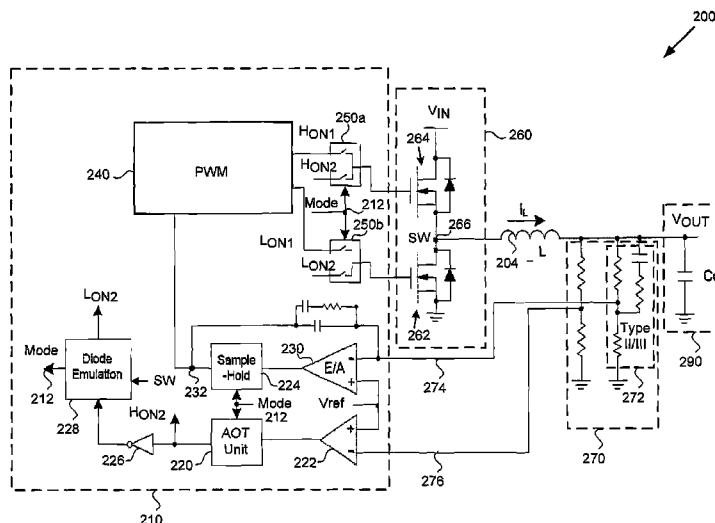 200
250a
HON1
VIN
260
264
240
PWM
HON2
Mode
212
IL
VOUT
266
SW
250b
LON1
LON2
204
L
Co
262
LON2
230
Type
II/III
290
Mode
212
Diode
Emulation
Sample
-Hold
E/A
274
232
224
272
SW
228
HON2
Mode
212
Vref
270
226
AOT
Unit
220
222
276
210